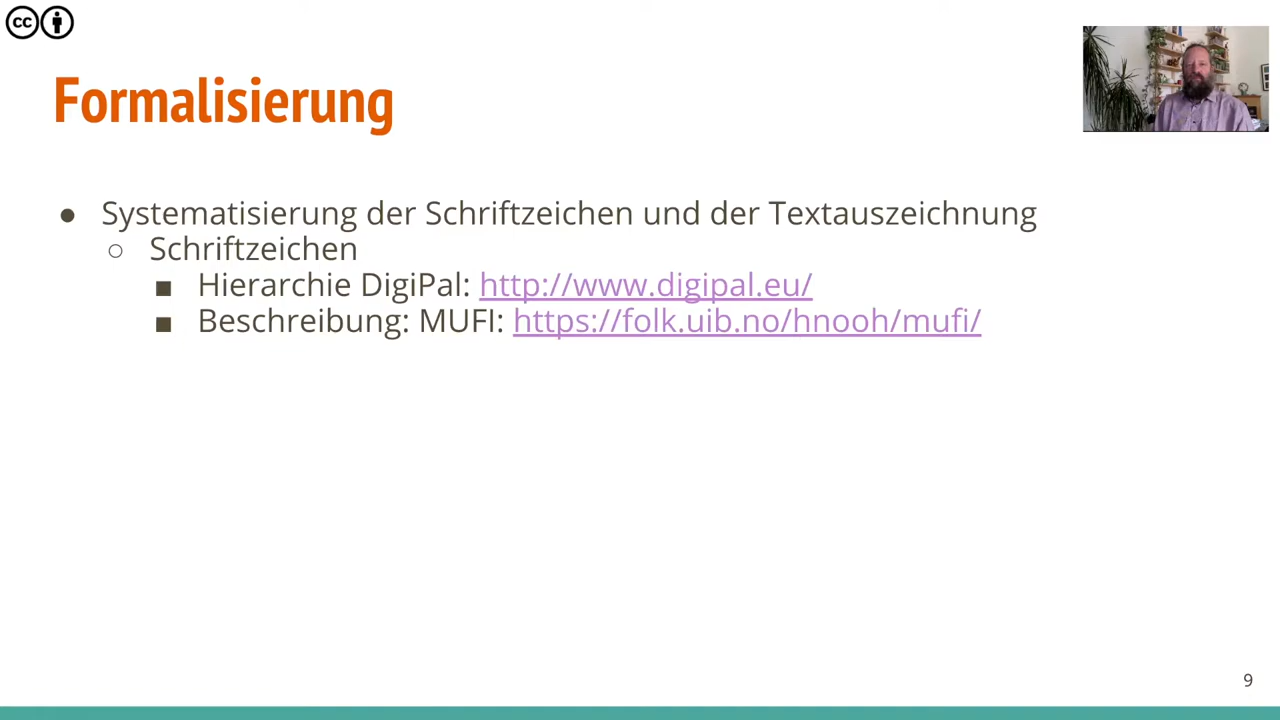 cc
Formalisierung
● Systematisierung der Schriftzeichen und der Textauszeichnung
○ Schriftzeichen
■ Hierarchie DigiPal: http://www.digipal.eu/
■ Beschreibung: MUFI: https://folk.uib.no/hnooh/mufi/
9